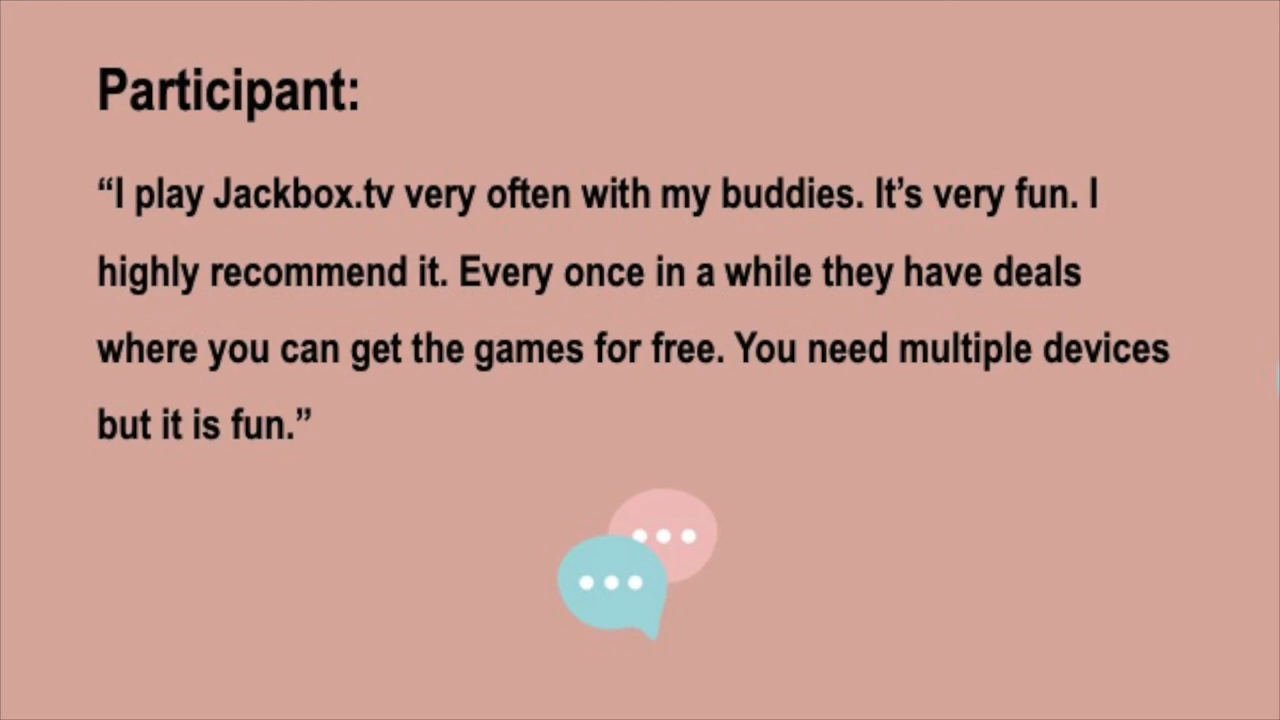 Participant:
“I play Jackbox.tv very often with my buddies. It’s very fun. I
highly recommend it. Every once in a while they have deals
where you can get the games for free. You need multiple devices
but it is fun.”